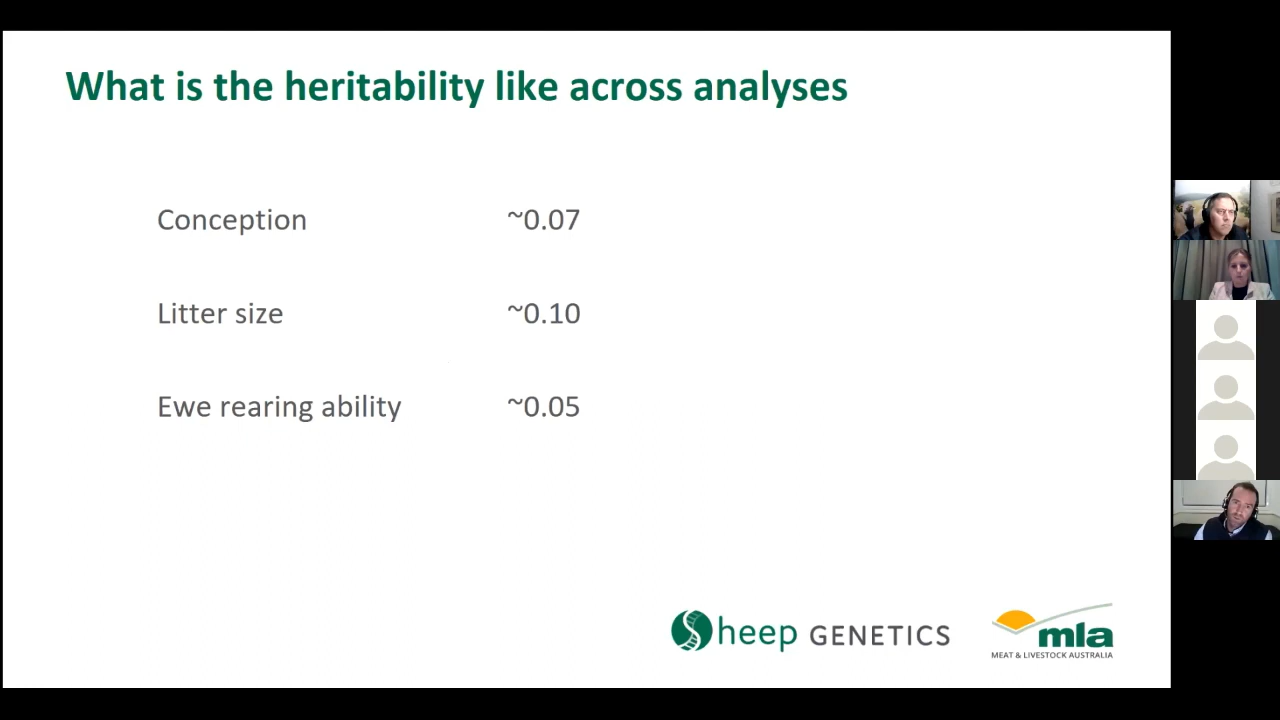 What is the heritability like across analyses
Conception ~0.07
Litter size ~0.10
Ewe rearing ability ~0.05
Sheep GENETICS
mla
MEAT & LIVESTOCK AUSTRALIA